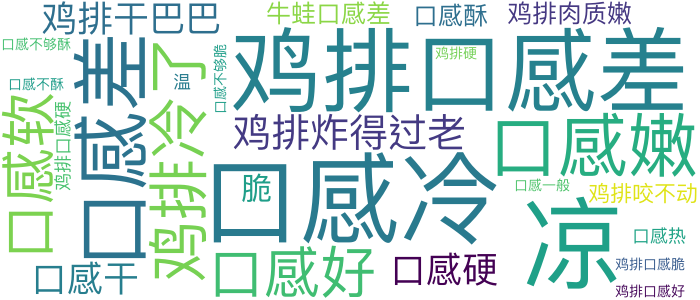 鸡排干巴巴
牛蛙口感差
口感酥
鸡排肉质嫩
口感不够酥
口感差
鸡排冷了
温
口感不够脆
鸡排口感差
鸡排硬
口感不酥
口感软
鸡排口感硬
鸡排炸得过老
口感嫩
口感冷
脆
口感一般
鸡排咬不动
凉
口感热
口感干
口感好
口感硬
鸡排口感脆
鸡排口感好